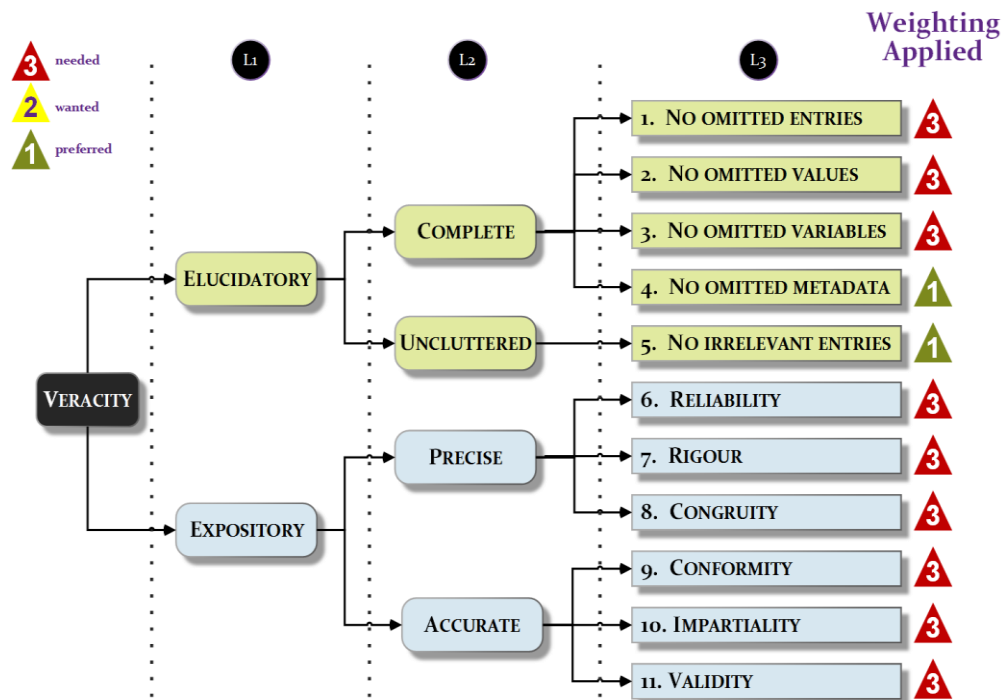 Weighting
Applied
3 needed
2 wanted
1 preferred
L1
L2
L3
1. No omitted entries 3
2. No omitted values 3
Complete
3. No omitted variables 3
Elucidatory
4. No omitted metadata 1
Uncluttered
5. No irrelevant entries 1
Veracity
6. Reliability 3
Precise
7. Rigour 3
Expository
8. Congruity 3
9. Conformity 3
Accurate
10. Impartiality 3
11. Validity 3